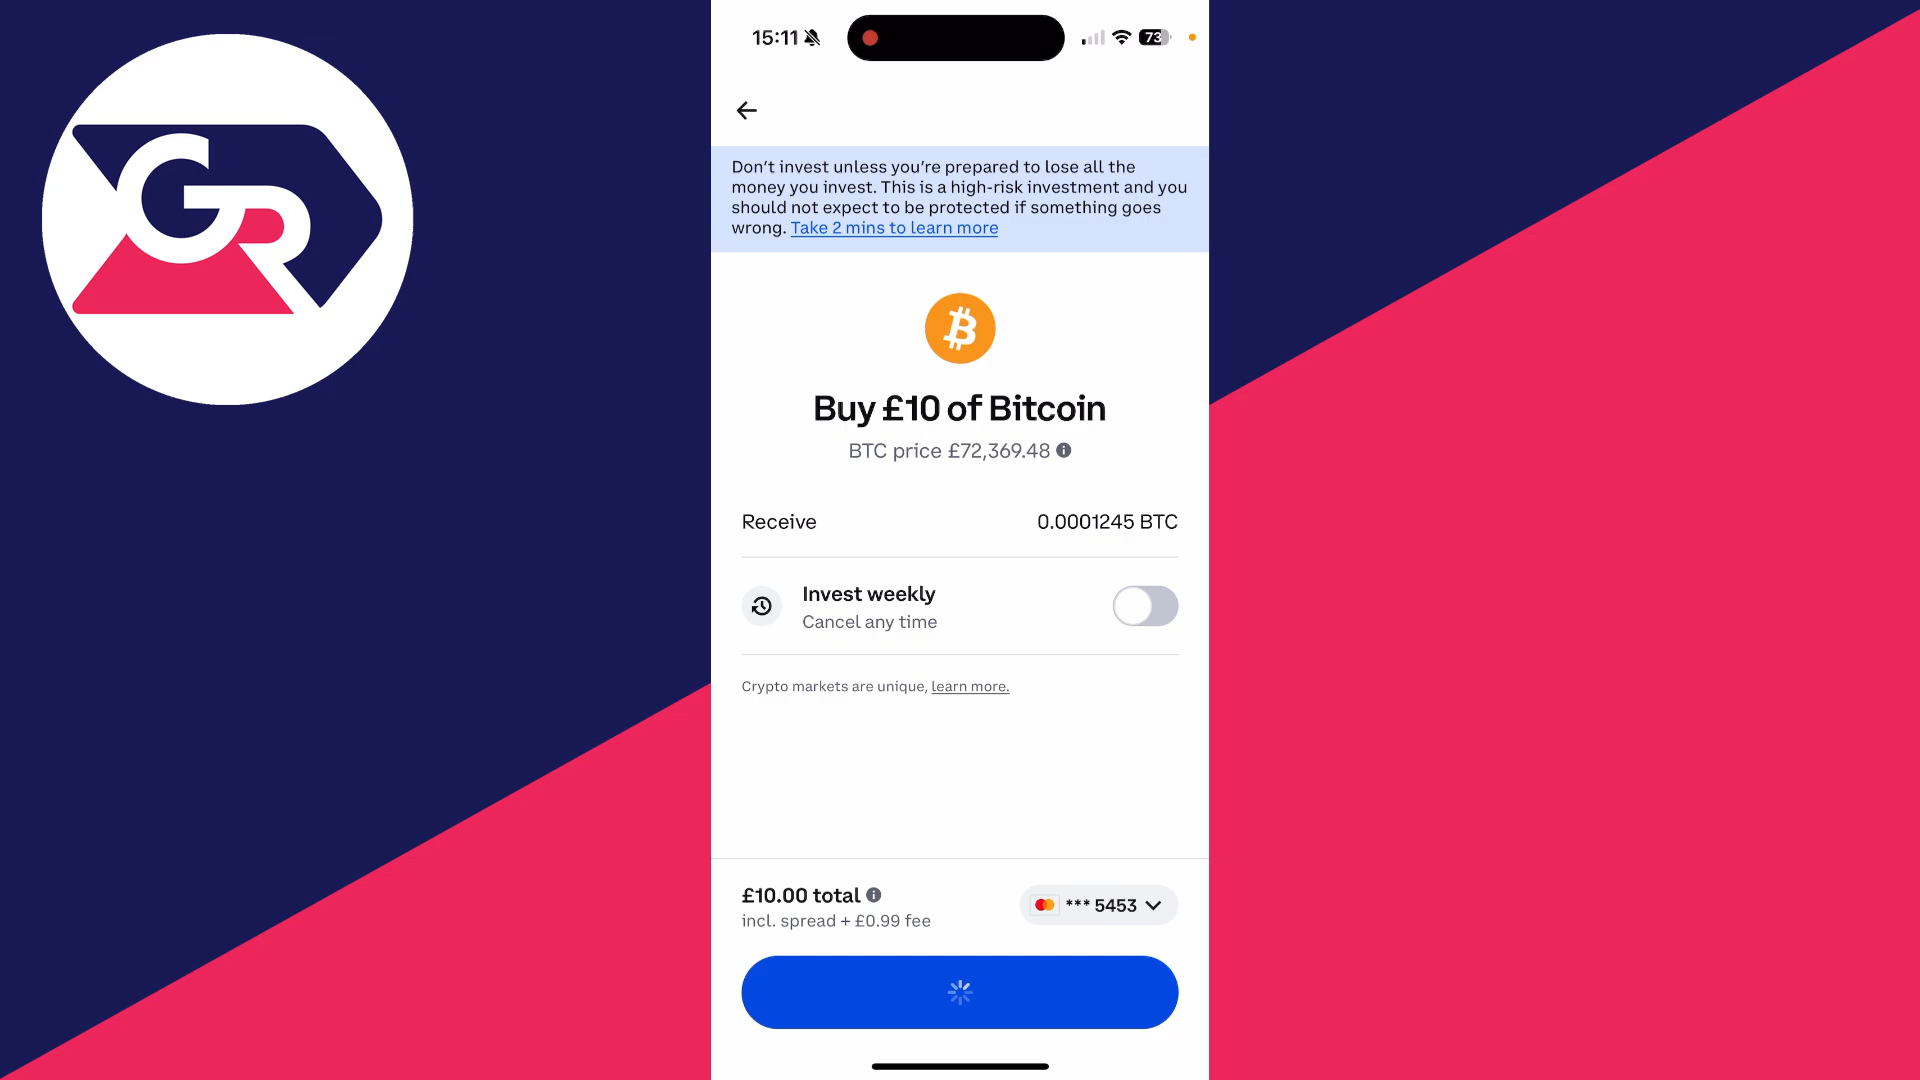 GR
15:11
73
Don't invest unless you're prepared to lose all the
money you invest. This is a high-risk investment and you
should not expect to be protected if something goes
wrong. Take 2 mins to learn more
Buy £10 of Bitcoin
BTC price £72,369.48
Receive 0.0001245 BTC
Invest weekly
Cancel any time
Crypto markets are unique, learn more.
£10.00 total
incl. spread + £0.99 fee
*** 5453